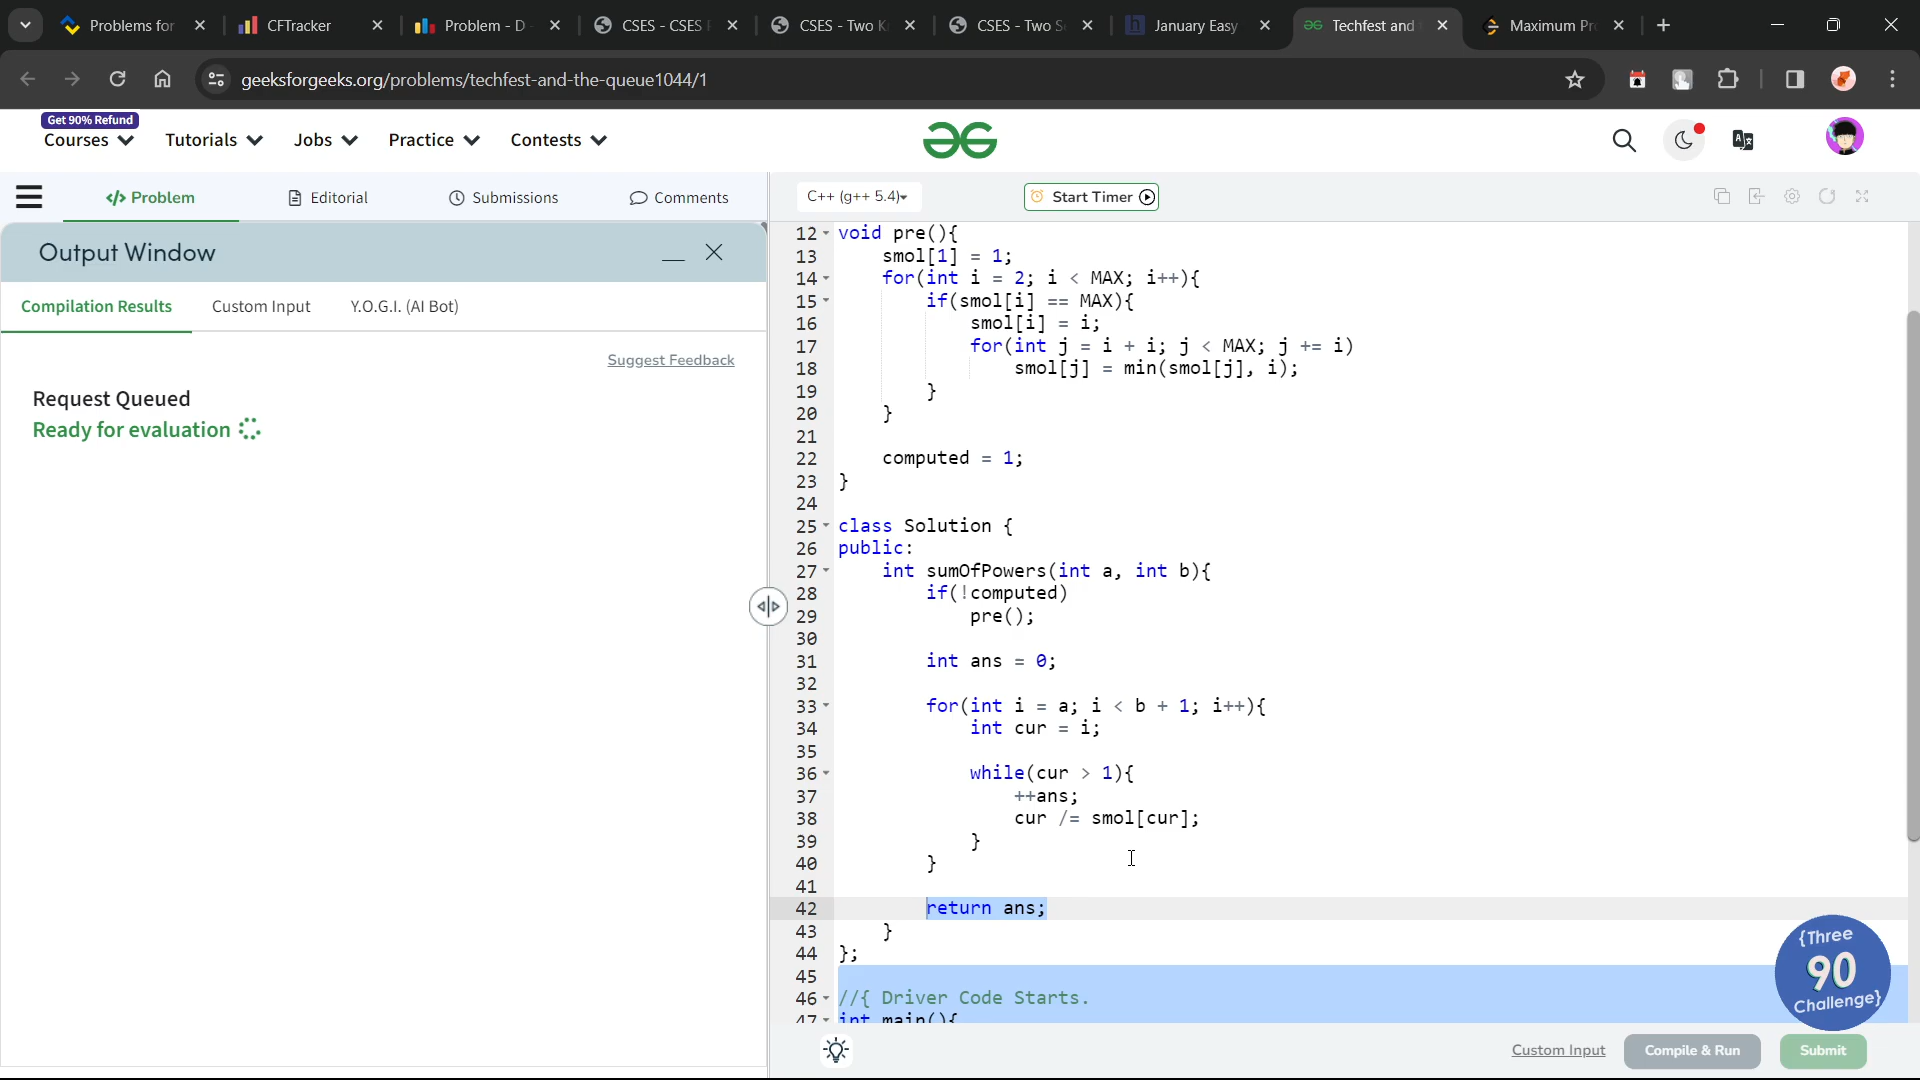 Problems for
CFTracker
Problem - D
CSES - CSES
CSES - Two K
CSES - Two S
January Easy
Techfest and
Maximum Pr
geeksforgeeks.org/problems/techfest-and-the-queue1044/1
Get 90% Refund
Courses
Tutorials
Jobs
Practice
Contests
Problem
Editorial
Submissions
Comments
C++ (g++ 5.4)
Start Timer
Output Window
Compilation Results
Custom Input
Y.O.G.I. (AI Bot)
Suggest Feedback
Request Queued
Ready for evaluation
12 void pre(){
13 smol[1] = 1;
14 for(int i = 2; i < MAX; i++){
15 if(smol[i] == MAX){
16 smol[i] = i;
17 for(int j = i + i; j < MAX; j += i)
18 smol[j] = min(smol[j], i);
19 }
20 }
21
22 computed = 1;
23 }
24
25 class Solution {
26 public:
27 int sumOfPowers(int a, int b){
28 if(!computed)
29 pre();
30
31 int ans = 0;
32
33 for(int i = a; i < b + 1; i++){
34 int cur = i;
35
36 while(cur > 1){
37 ++ans;
38 cur /= smol[cur];
39 }
40 }
41
42 return ans;
43 }
44 };
45
46 //{ Driver Code Starts.
47 int main(){
{Three
90
Challenge}
Custom Input
Compile & Run
Submit